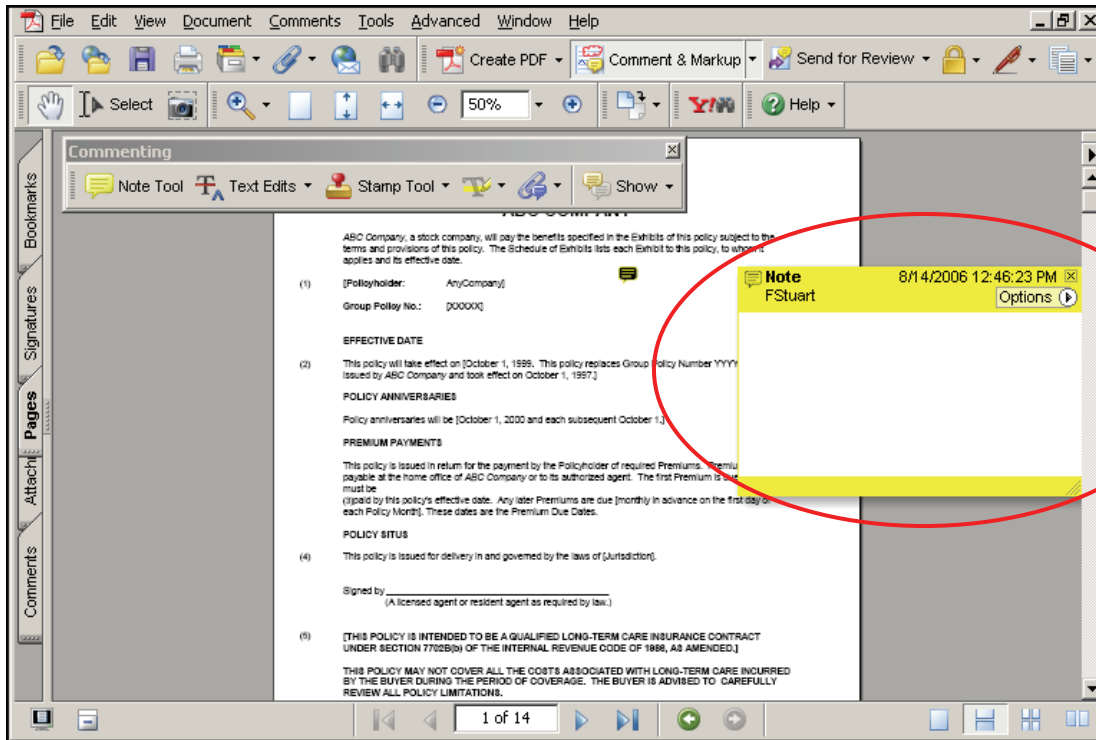 File Edit View Document Comments Tools Advanced Window Help
Create PDF Comment & Markup Send for Review
Select 50% Y! Help
Commenting
Note Tool Text Edits Stamp Tool Show
Bookmarks
Signatures
Pages
Attach
Comments
ABC COMPANY
ABC Company, a stock company, will pay the benefits specified in the Exhibits of this policy subject to the
terms and provisions of this policy. The Schedule of Exhibits lists each Exhibit to this policy, to whom it
applies and its effective date.
(1) [Policyholder: AnyCompany]
Group Policy No.: [XXXXX]
Note 8/14/2006 12:46:23 PM
FStuart Options
EFFECTIVE DATE
(2) This policy will take effect on [October 1, 1999. This policy replaces Group Policy Number YYYY
issued by ABC Company and took effect on October 1, 1997.]
POLICY ANNIVERSARIES
Policy anniversaries will be [October 1, 2000 and each subsequent October 1.]
PREMIUM PAYMENTS
This policy is issued in return for the payment by the Policyholder of required Premiums. Premiu
payable at the home office of ABC Company or to its authorized agent. The first Premium is due
must be
paid by this policy's effective date. Any later Premiums are due [monthly in advance on the first day of
each Policy Month]. These dates are the Premium Due Dates.
POLICY SITUS
(4) This policy is issued for delivery in and governed by the laws of [Jurisdiction].
Signed by
(A licensed agent or resident agent as required by law.)
(5) [THIS POLICY IS INTENDED TO BE A QUALIFIED LONG-TERM CARE INSURANCE CONTRACT
UNDER SECTION 7702B(b) OF THE INTERNAL REVENUE CODE OF 1986, AS AMENDED.]
THIS POLICY MAY NOT COVER ALL THE COSTS ASSOCIATED WITH LONG-TERM CARE INCURRED
BY THE BUYER DURING THE PERIOD OF COVERAGE. THE BUYER IS ADVISED TO CAREFULLY
REVIEW ALL POLICY LIMITATIONS.
1 of 14